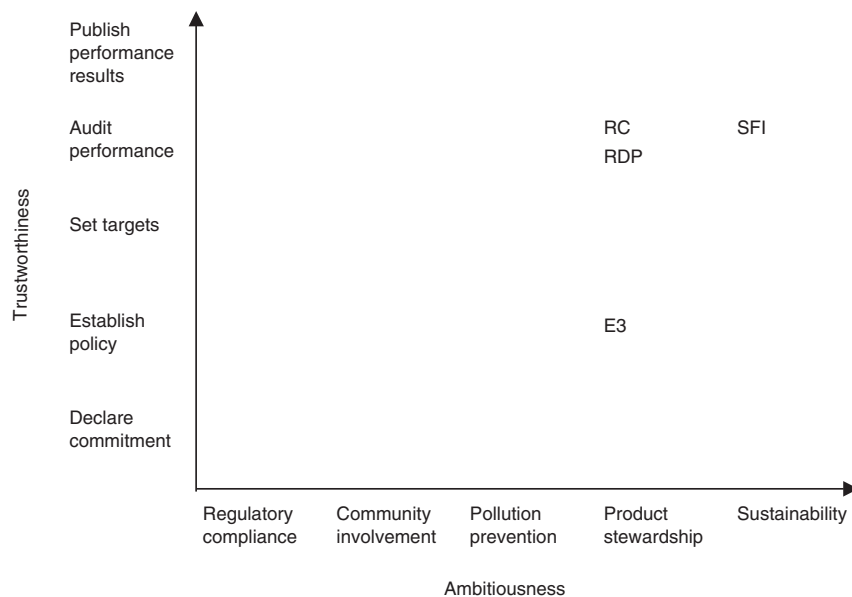 Publish
performance
results
Audit
performance
RC
SFI
RDP
Trustworthiness
Set targets
Establish
policy
E3
Declare
commitment
Regulatory
compliance
Community
involvement
Pollution
prevention
Product
stewardship
Sustainability
Ambitiousness